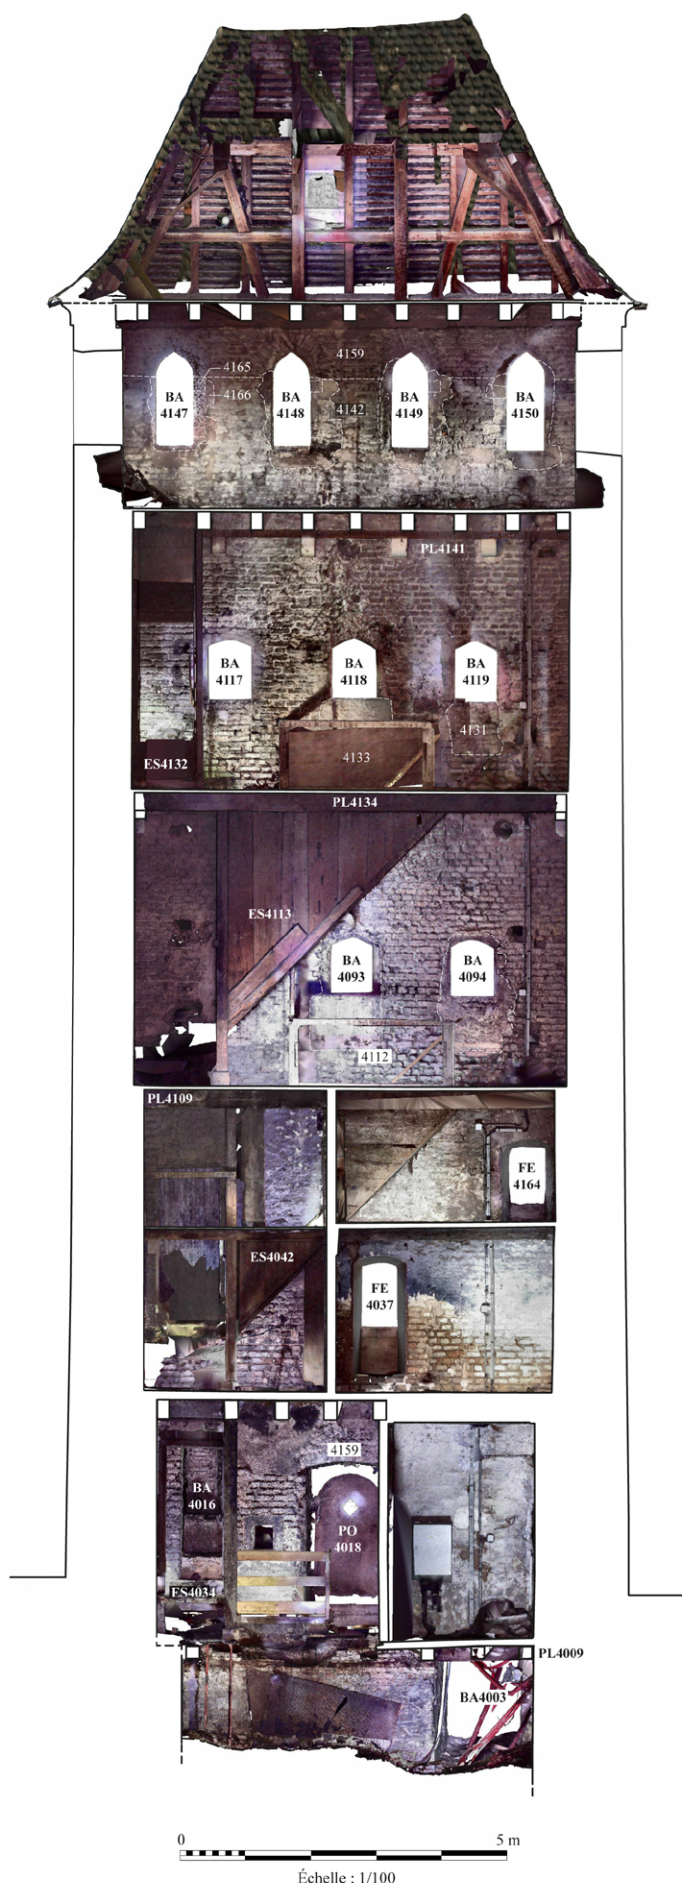 4159
4165
4166
BA
4147
BA
4148
4142
BA
4149
BA
4150
PL4141
BA
4117
BA
4118
BA
4119
4131
4133
ES4132
PL4134
ES4113
BA
4093
BA
4094
4112
PL4109
FE
4164
ES4042
FE
4037
4159
BA
4016
PO
4018
ES4034
PL4009
BA4003
0
5 m
Échelle : 1/100